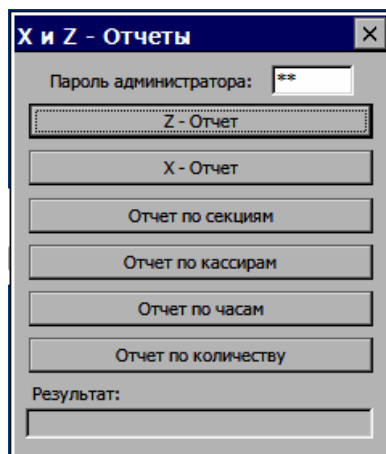 X и Z - Отчеты
Пароль администратора: **
Z - Отчет
X - Отчет
Отчет по секциям
Отчет по кассирам
Отчет по часам
Отчет по количеству
Результат: